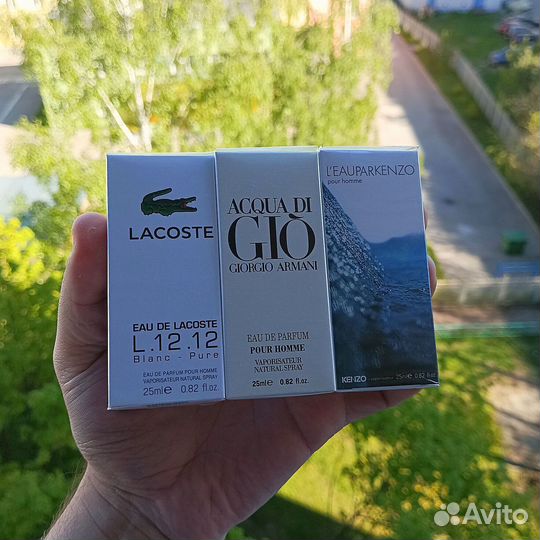 LACOSTE
EAU DE LACOSTE
L.12.12
Blanc - Pure
EAU DE PARFUM POUR HOMME
VAPORISATEUR NATURAL SPRAY
25ml e 0.82 fl.oz.
ACQUA DI
GIÒ
GIORGIO ARMANI
EAU DE PARFUM
POUR HOMME
VAPORISATEUR
NATURAL SPRAY
25ml e 0.82 fl.oz.
L'EAUPARKENZO
pour homme
KENZO
25ml e 0.82 fl.oz
Avito